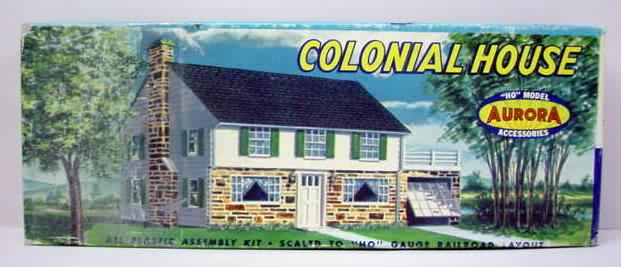 COLONIAL HOUSE
"HO" MODEL
AURORA
ACCESSORIES
ALL PLASTIC ASSEMBLY KIT • SCALED TO "HO" GAUGE RAILROAD LAYOUT